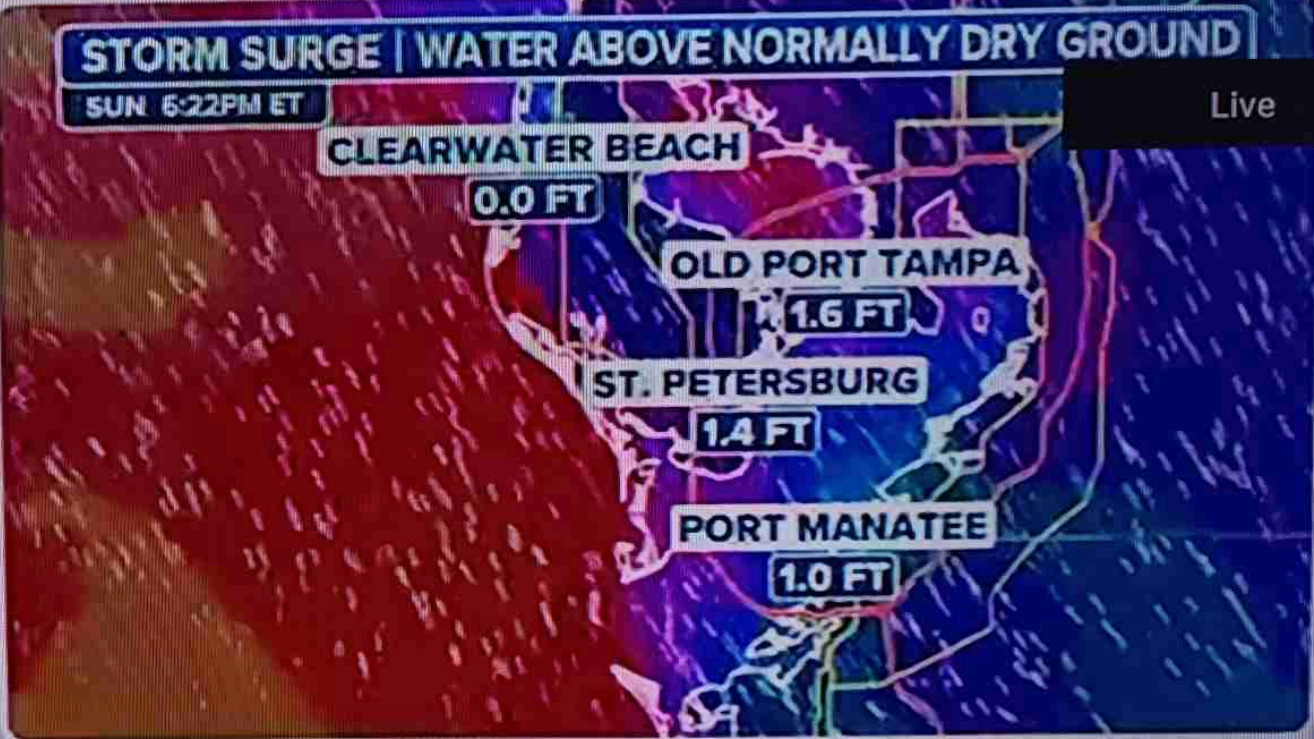 STORM SURGE | WATER ABOVE NORMALLY DRY GROUND
SUN 6:22PM ET
Live
CLEARWATER BEACH
0.0 FT
OLD PORT TAMPA
1.6 FT
ST. PETERSBURG
1.4 FT
PORT MANATEE
1.0 FT